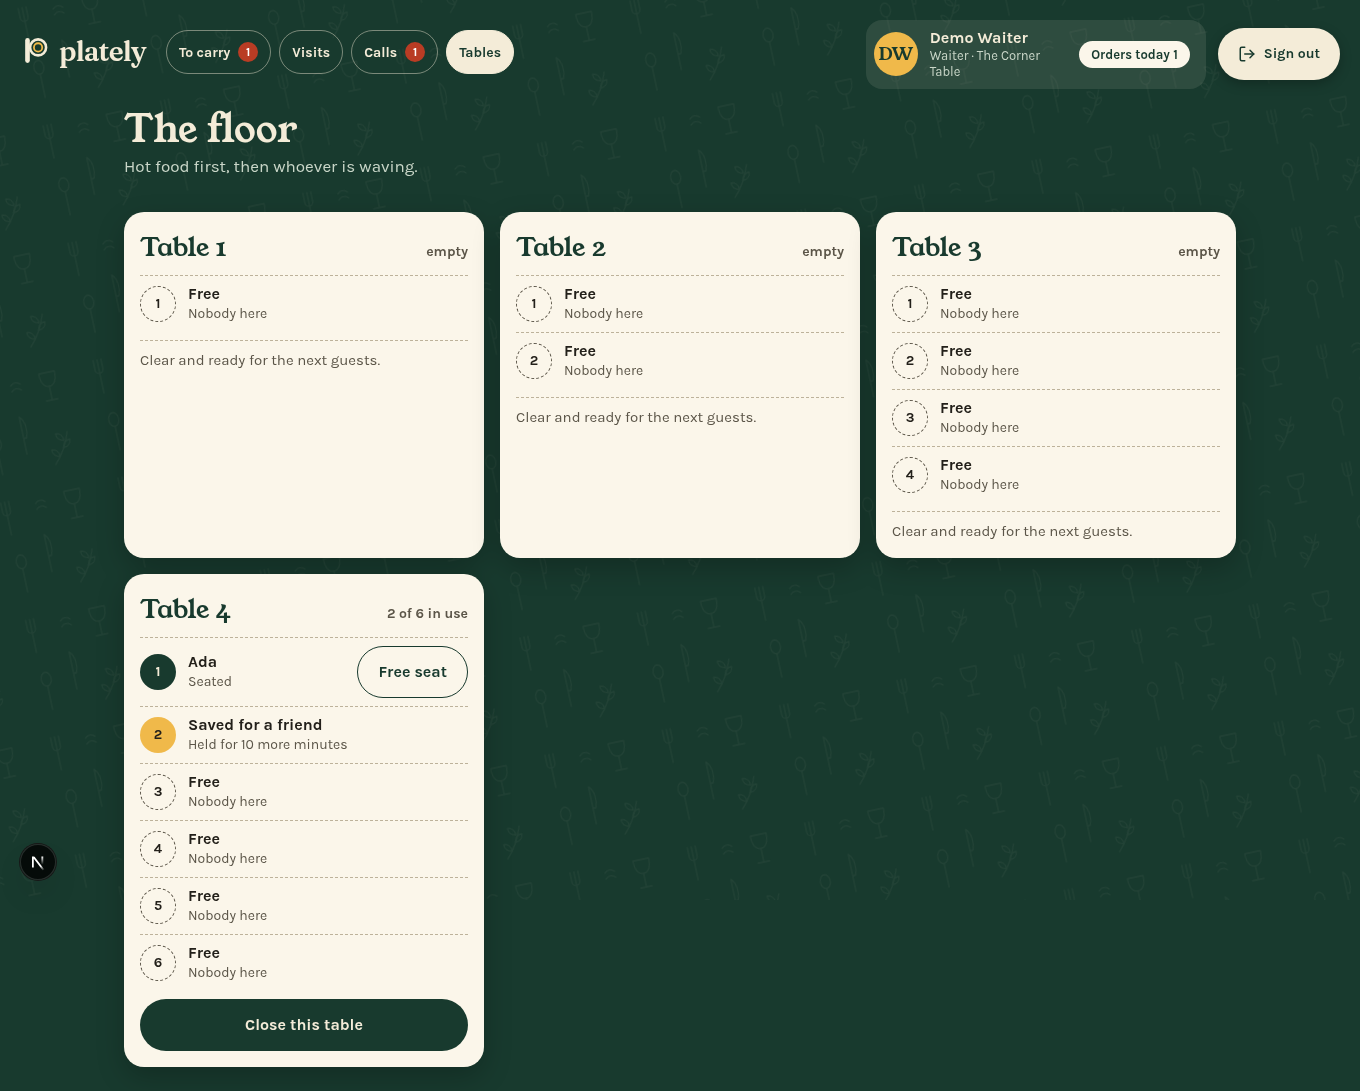 plately
To carry 1
Visits
Calls 1
Tables
DW
Demo Waiter
Waiter · The Corner
Table
Orders today 1
Sign out
The floor
Hot food first, then whoever is waving.
Table 1
empty
1
Free
Nobody here
Clear and ready for the next guests.
Table 2
empty
1
Free
Nobody here
2
Free
Nobody here
Clear and ready for the next guests.
Table 3
empty
1
Free
Nobody here
2
Free
Nobody here
3
Free
Nobody here
4
Free
Nobody here
Clear and ready for the next guests.
Table 4
2 of 6 in use
1
Ada
Seated
Free seat
2
Saved for a friend
Held for 10 more minutes
3
Free
Nobody here
4
Free
Nobody here
5
Free
Nobody here
6
Free
Nobody here
Close this table
N